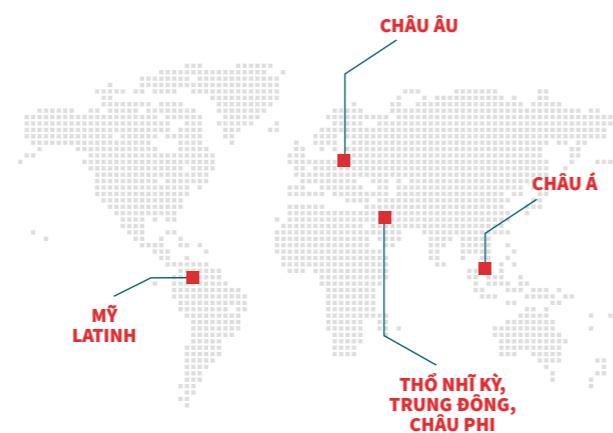 CHÂU ÂU
CHÂU Á
MỸ
LATINH
THỔ NHĨ KỲ,
TRUNG ĐÔNG,
CHÂU PHI